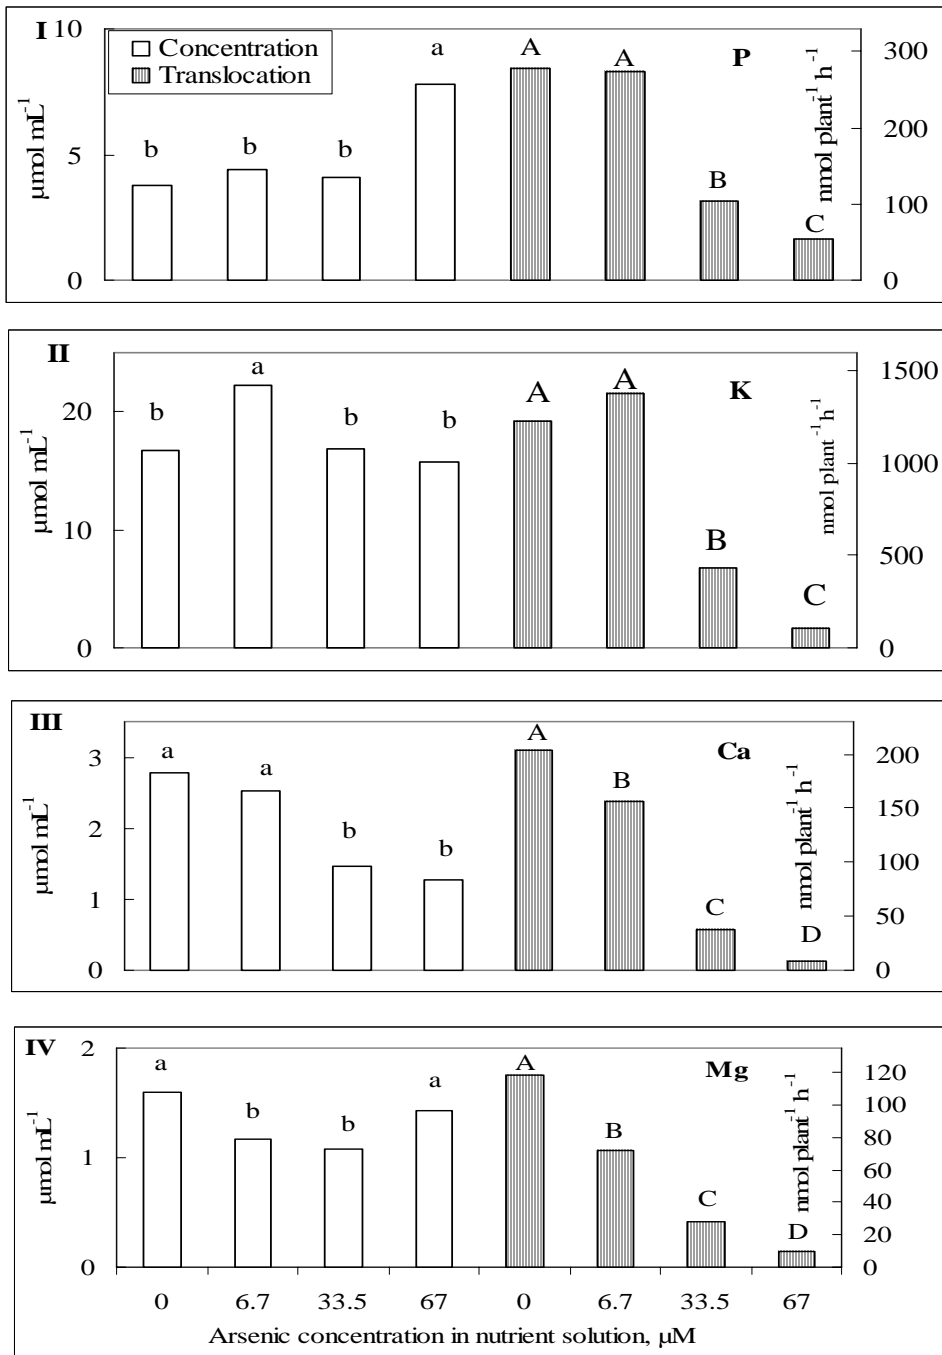 I
10
5
0
µmol mL-1
Concentration
Translocation
b
b
b
a
A
A
B
C
P
300
200
100
0
nmol plant-1 h-1
II
20
10
0
µmol mL-1
b
a
b
b
A
A
B
C
K
1500
1000
500
0
nmol plant-1h-1
III
3
2
1
0
µmol mL-1
a
a
b
b
A
B
C
D
Ca
200
150
100
50
0
nmol plant-1 h-1
IV
2
1
0
µmol mL-1
a
b
b
a
A
B
C
D
Mg
120
100
80
60
40
20
0
nmol plant-1 h-1
0 6.7 33.5 67 0 6.7 33.5 67
Arsenic concentration in nutrient solution, µM